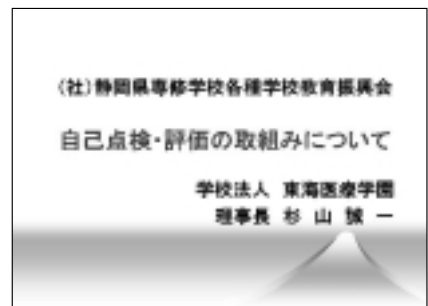 （社）静岡県専修学校各種学校教育振興会
自己点検・評価の取組みについて
学校法人 東海医療学園
理事長 杉 山 誠 一